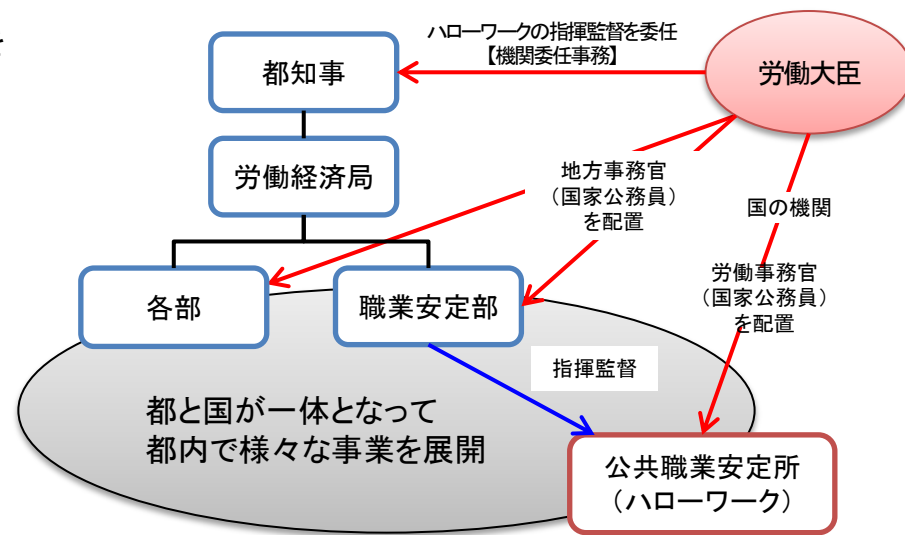 ハローワークの指揮監督を委任
【機関委任事務】
都知事
労働大臣
労働経済局
地方事務官
（国家公務員）
を配置
国の機関
労働事務官
（国家公務員）
を配置
各部
職業安定部
指揮監督
都と国が一体となって
都内で様々な事業を展開
公共職業安定所
（ハローワーク）